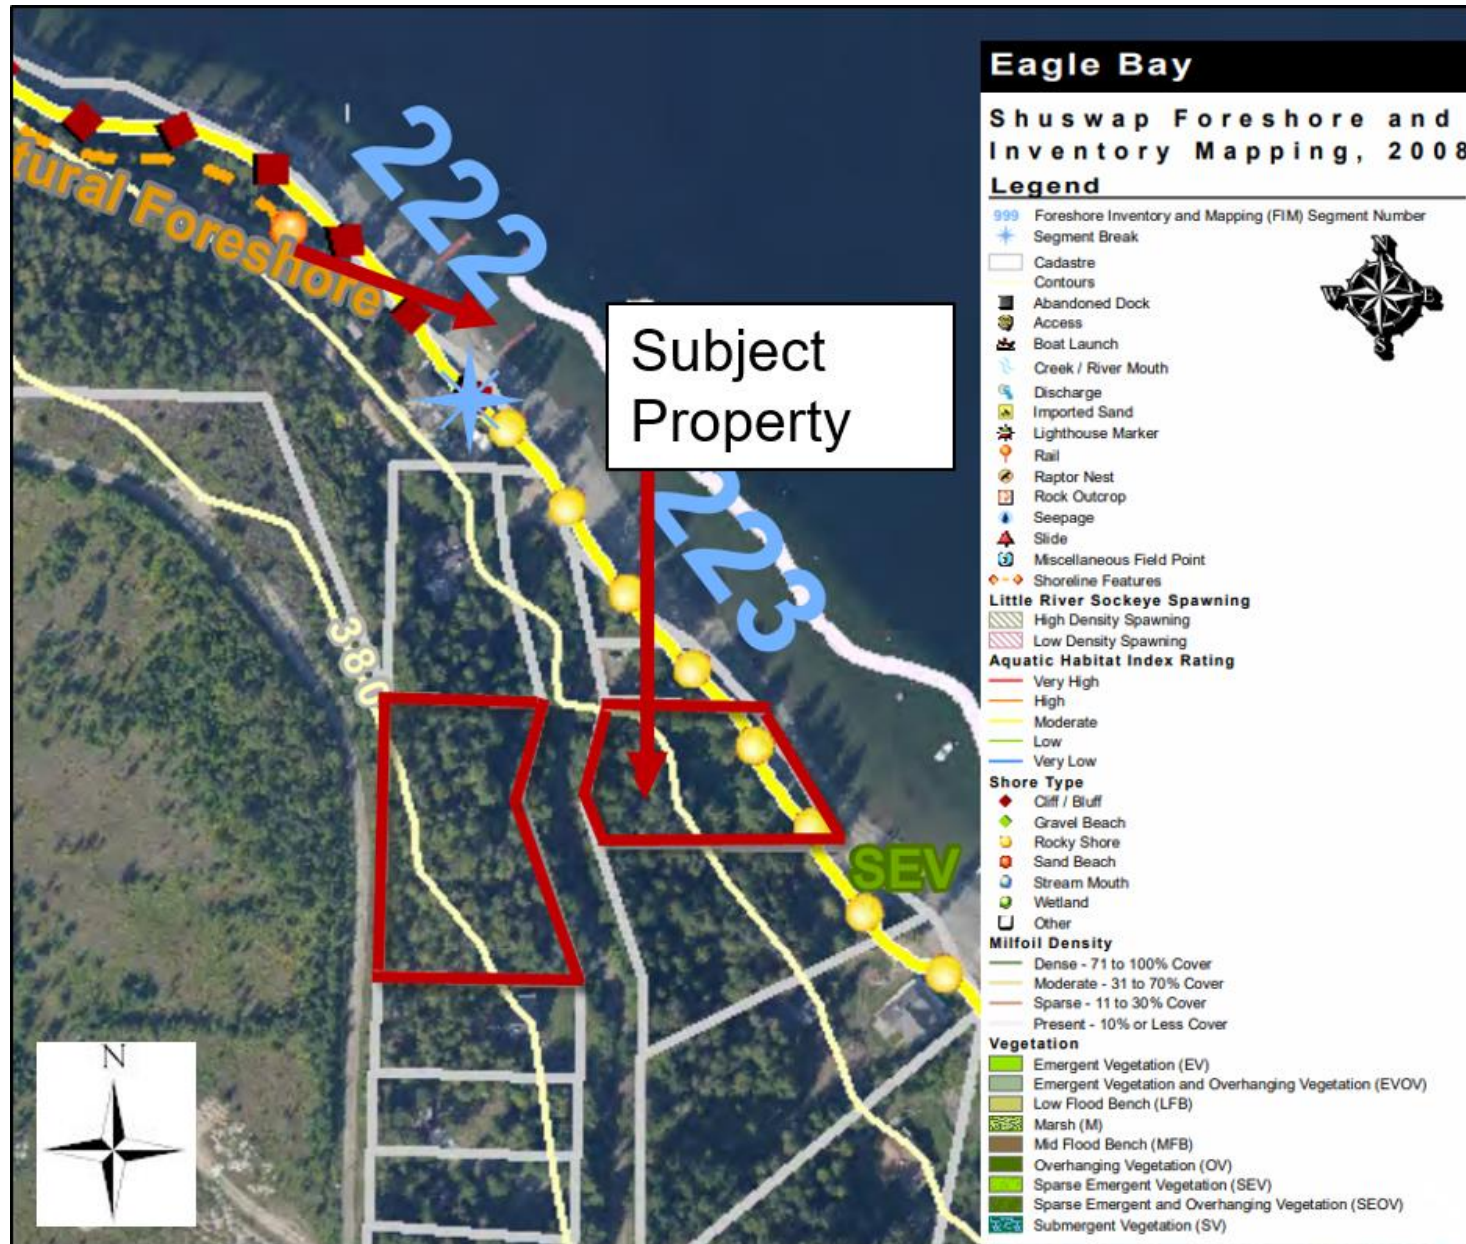 Eagle Bay
Shuswap Foreshore and
Inventory Mapping, 2008
Legend
999 Foreshore Inventory and Mapping (FIM) Segment Number
Segment Break
Cadastre
Contours
Abandoned Dock
Access
Boat Launch
Creek / River Mouth
Discharge
Imported Sand
Lighthouse Marker
Rail
Raptor Nest
Rock Outcrop
Seepage
Slide
Miscellaneous Field Point
Shoreline Features
Little River Sockeye Spawning
High Density Spawning
Low Density Spawning
Aquatic Habitat Index Rating
Very High
High
Moderate
Low
Very Low
Shore Type
Cliff / Bluff
Gravel Beach
Rocky Shore
Sand Beach
Stream Mouth
Wetland
Other
Milfoil Density
Dense - 71 to 100% Cover
Moderate - 31 to 70% Cover
Sparse - 11 to 30% Cover
Present - 10% or Less Cover
Vegetation
Emergent Vegetation (EV)
Emergent Vegetation and Overhanging Vegetation (EVOV)
Low Flood Bench (LFB)
Marsh (M)
Mid Flood Bench (MFB)
Overhanging Vegetation (OV)
Sparse Emergent Vegetation (SEV)
Sparse Emergent and Overhanging Vegetation (SEOV)
Submergent Vegetation (SV)
N
W E
S
222
tural Foreshore
Subject
Property
223
380
SEV
N